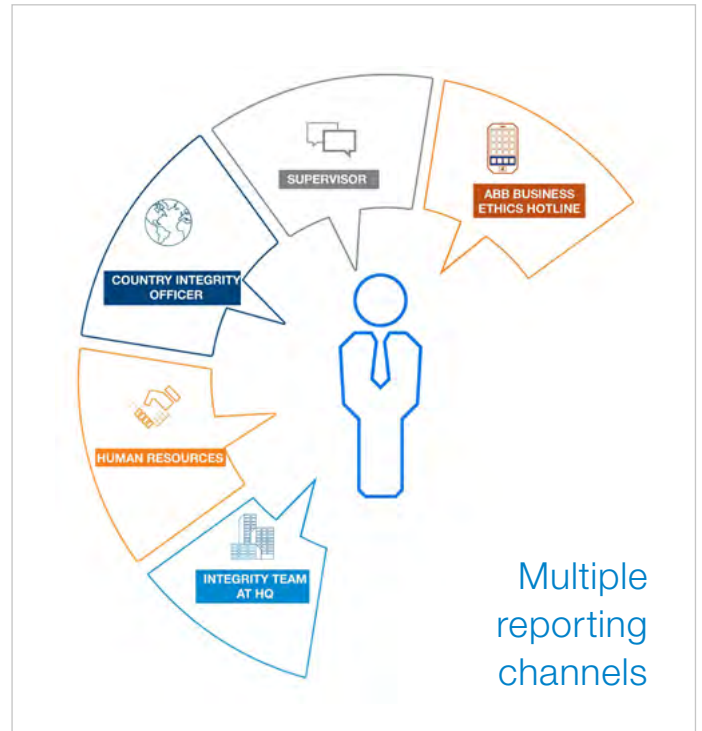 SUPERVISOR
ABB BUSINESS
ETHICS HOTLINE
COUNTRY INTEGRITY
OFFICER
HUMAN RESOURCES
INTEGRITY TEAM
AT HQ
Multiple
reporting
channels